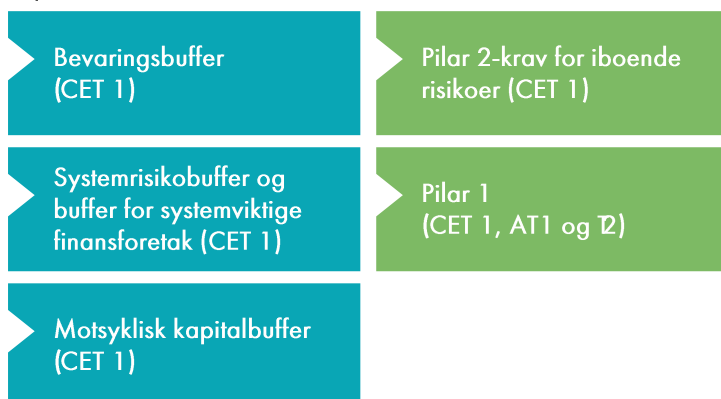 Bevaringsbuffer
(CET 1)
Systemrisikobuffer og
buffer for systemviktige
finansforetak (CET 1)
Motsyklisk kapitalbuffer
(CET 1)
Pilar 2-krav for iboende
risikoer (CET 1)
Pilar 1
(CET 1, AT1 og T2)